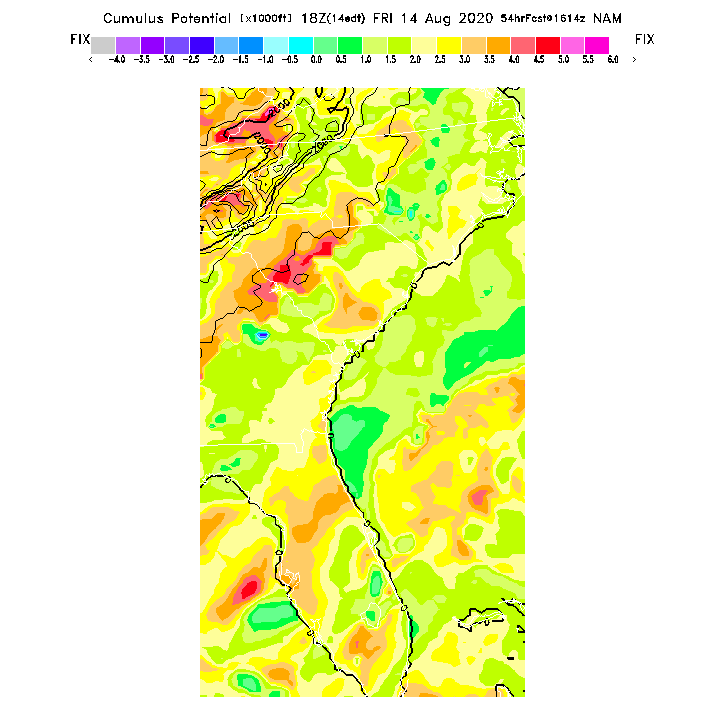 Cumulus Potential [x1000ft] 18Z(14edt) FRI 14 Aug 2020 54hrFcst@1614z NAM
FIX FIX
< -4.0 -3.5 -3.0 -2.5 -2.0 -1.5 -1.0 -0.5 0.0 0.5 1.0 1.5 2.0 2.5 3.0 3.5 4.0 4.5 5.0 5.5 6.0 >